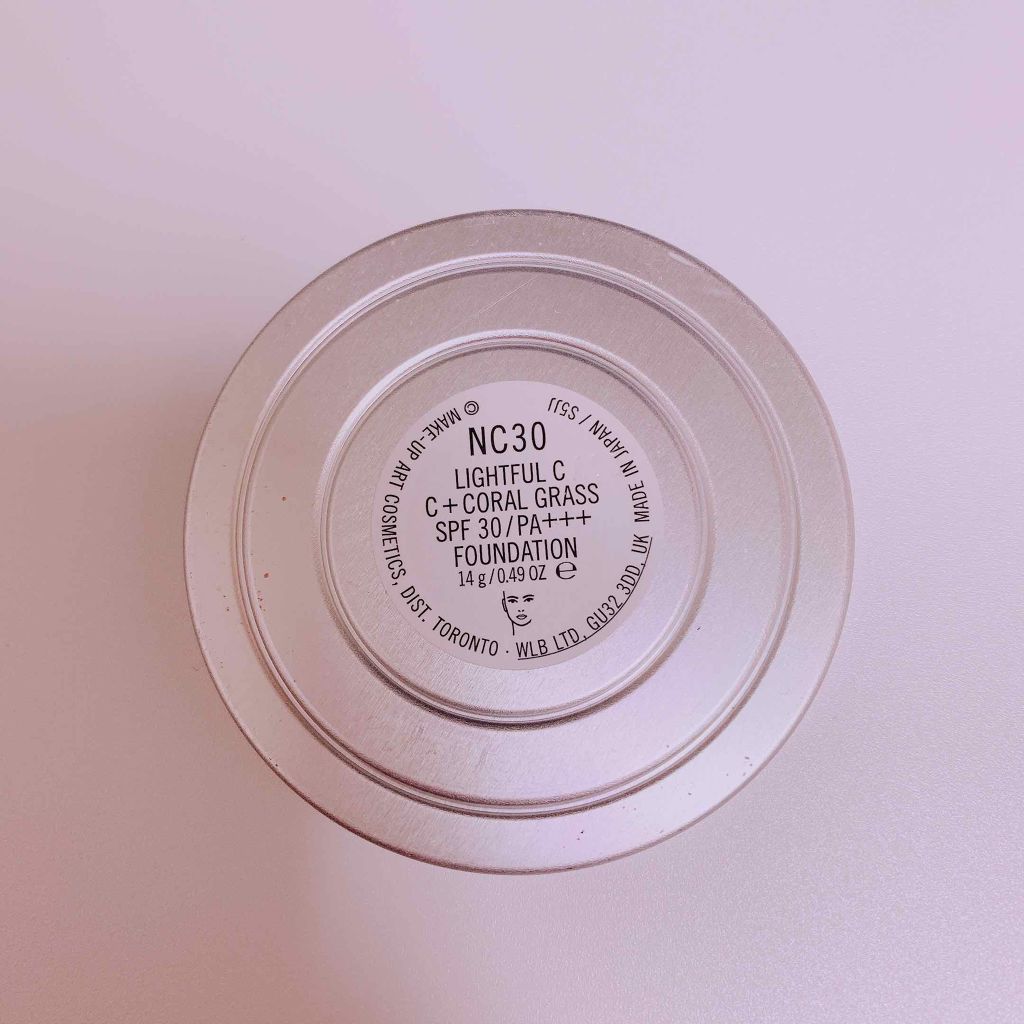 NC30
LIGHTFUL C
C+CORAL GRASS
SPF 30/PA+++
FOUNDATION
14 g/0.49 OZ ℮
© MAKE-UP ART COSMETICS, DIST. TORONTO · WLB LTD, GU32 3DD, UK MADE IN JAPAN / S5JJ